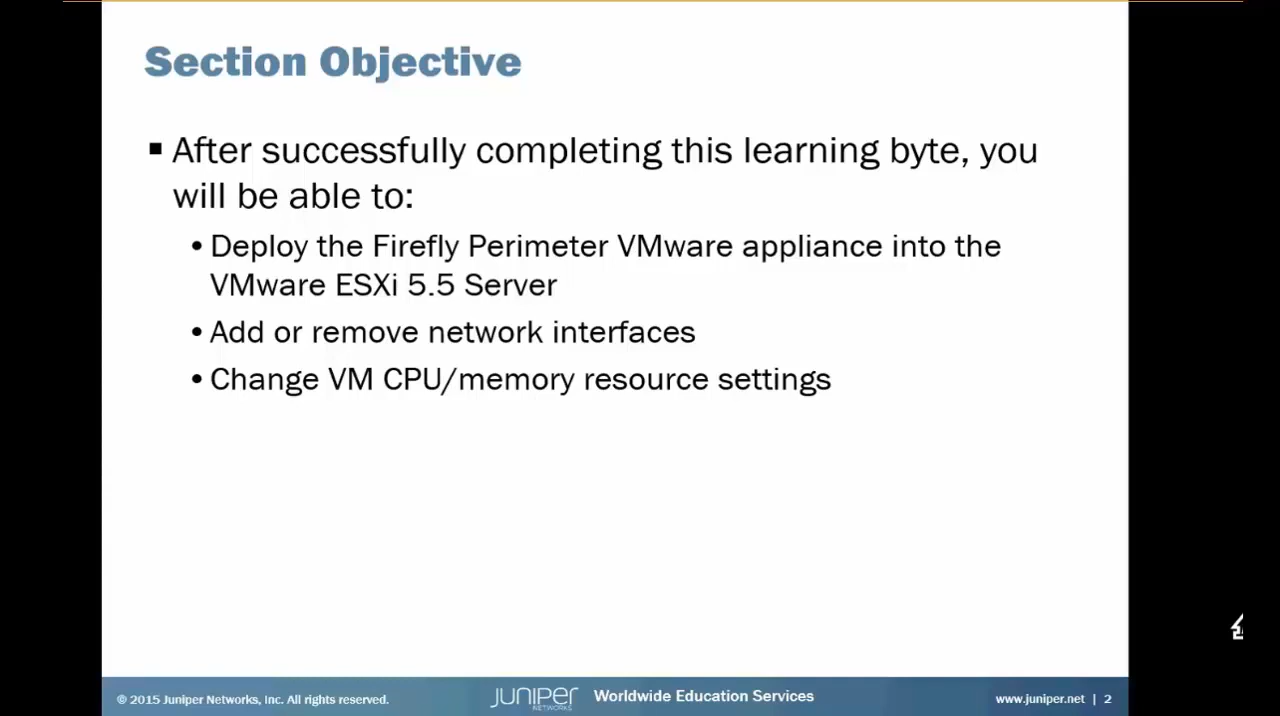 Section Objective
▪ After successfully completing this learning byte, you
will be able to:
• Deploy the Firefly Perimeter VMware appliance into the
VMware ESXi 5.5 Server
• Add or remove network interfaces
• Change VM CPU/memory resource settings
© 2015 Juniper Networks, Inc. All rights reserved.
JUNIPER
NETWORKS
Worldwide Education Services
www.juniper.net | 2